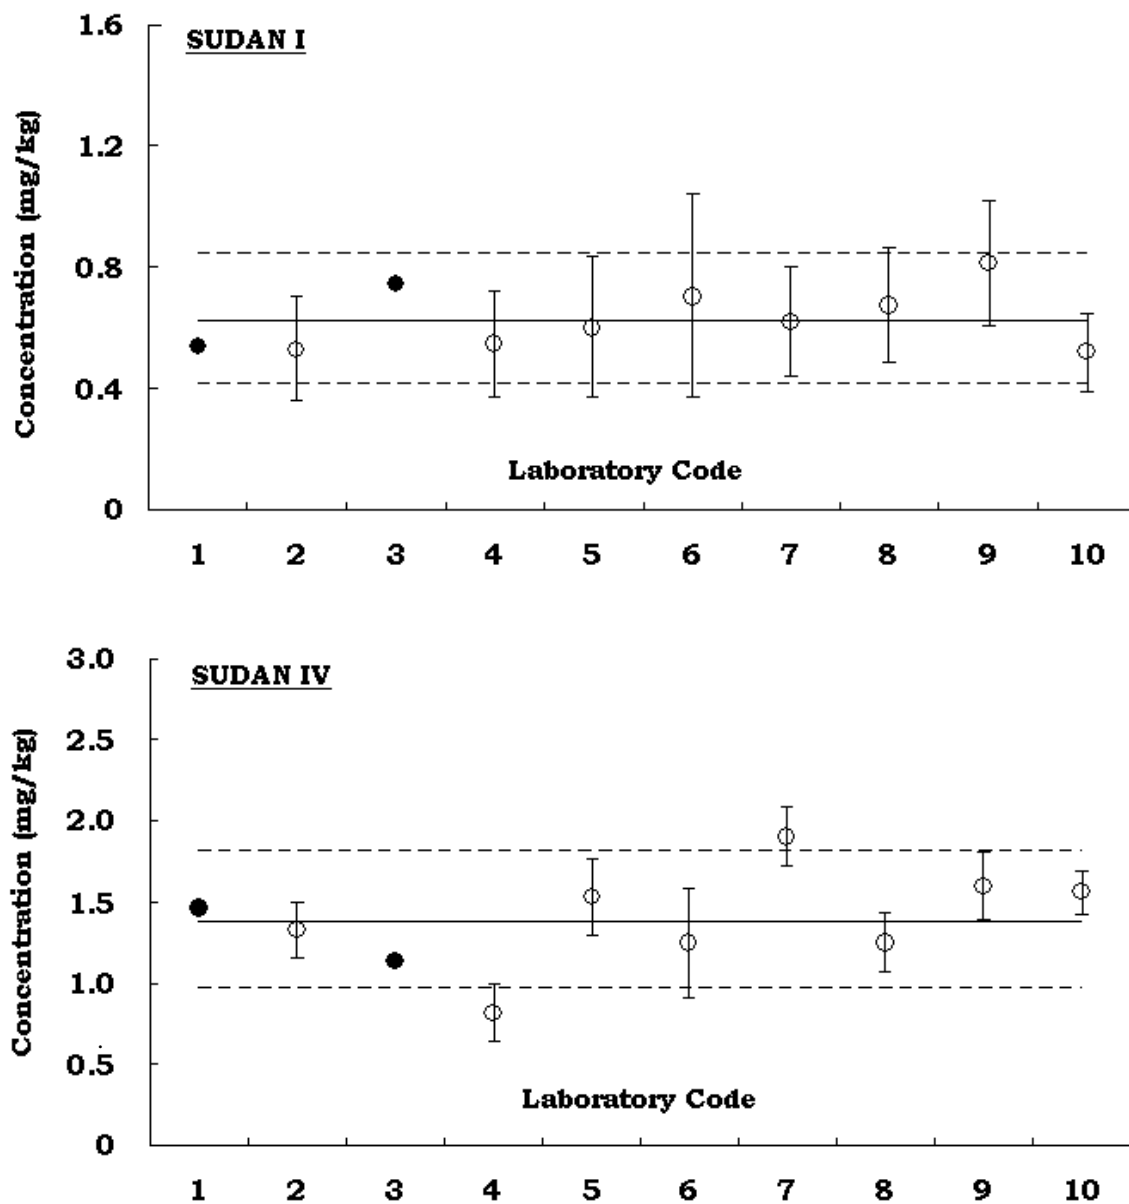 SUDAN I
Concentration (mg/kg)
1.6
1.2
0.8
0.4
0
Laboratory Code
1 2 3 4 5 6 7 8 9 10
SUDAN IV
Concentration (mg/kg)
3.0
2.5
2.0
1.5
1.0
0.5
0
Laboratory Code
1 2 3 4 5 6 7 8 9 10